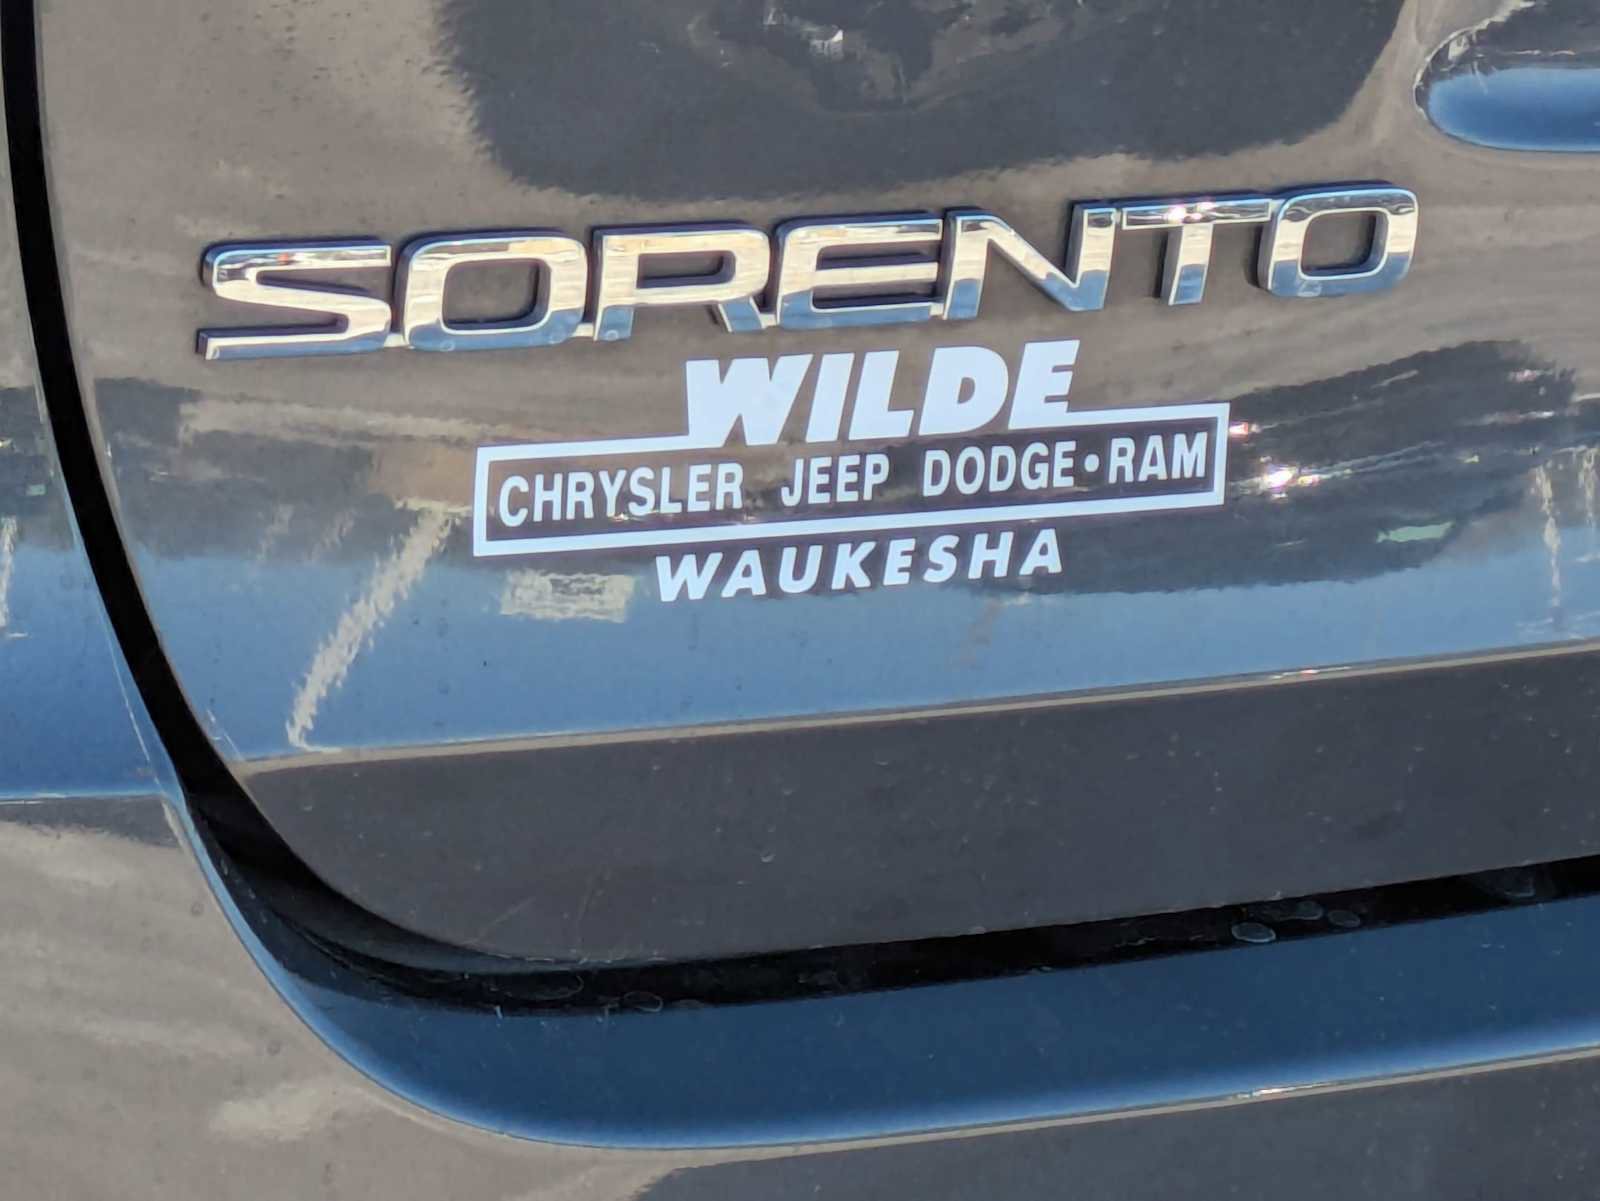 SORENTO
WILDE
CHRYSLER JEEP DODGE•RAM
WAUKESHA